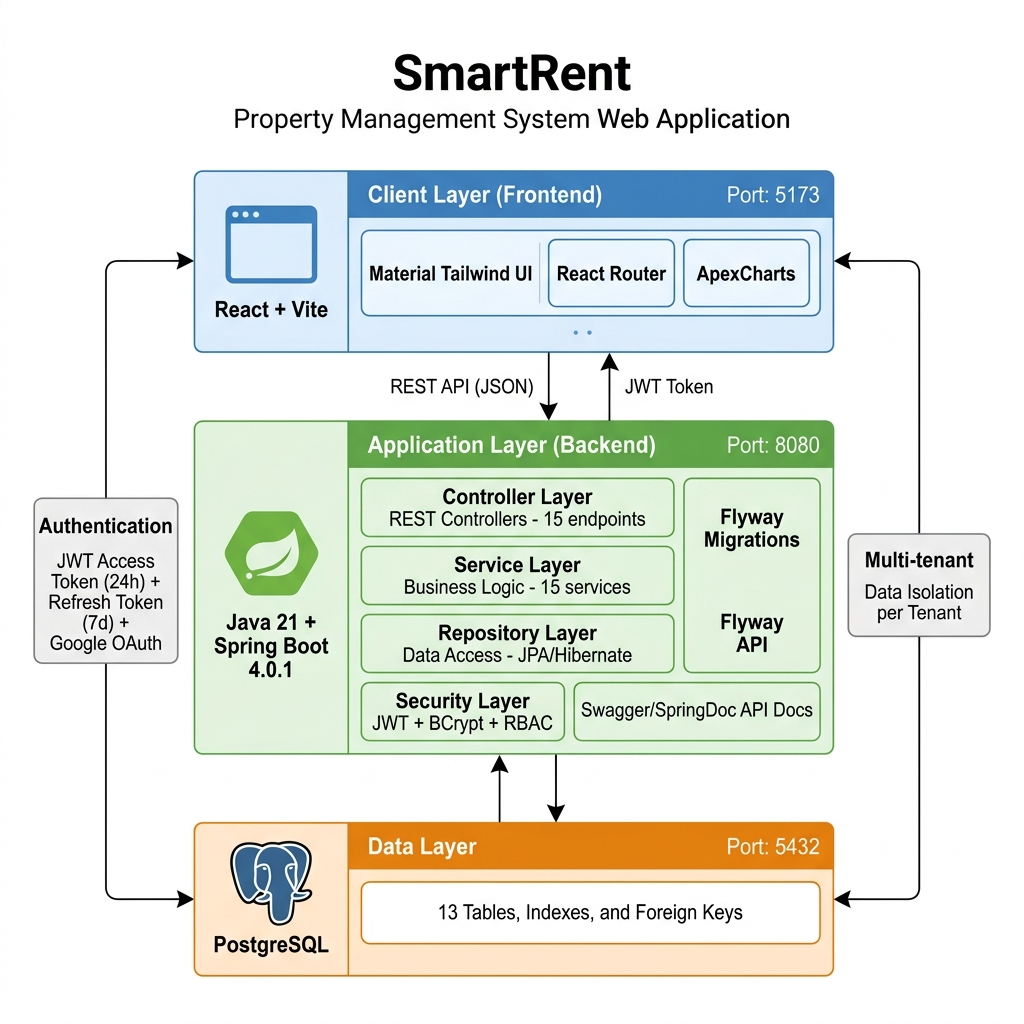 SmartRent
Property Management System Web Application
Client Layer (Frontend)
Port: 5173
React + Vite
Material Tailwind UI
React Router
ApexCharts
REST API (JSON)
JWT Token
Application Layer (Backend)
Port: 8080
Java 21 +
Spring Boot
4.0.1
Controller Layer
REST Controllers - 15 endpoints
Service Layer
Business Logic - 15 services
Repository Layer
Data Access - JPA/Hibernate
Flyway
Migrations
Flyway
API
Security Layer
JWT + BCrypt + RBAC
Swagger/SpringDoc API Docs
Authentication
JWT Access
Token (24h) +
Refresh Token
(7d) +
Google OAuth
Multi-tenant
Data Isolation
per Tenant
Data Layer
Port: 5432
PostgreSQL
13 Tables, Indexes, and Foreign Keys